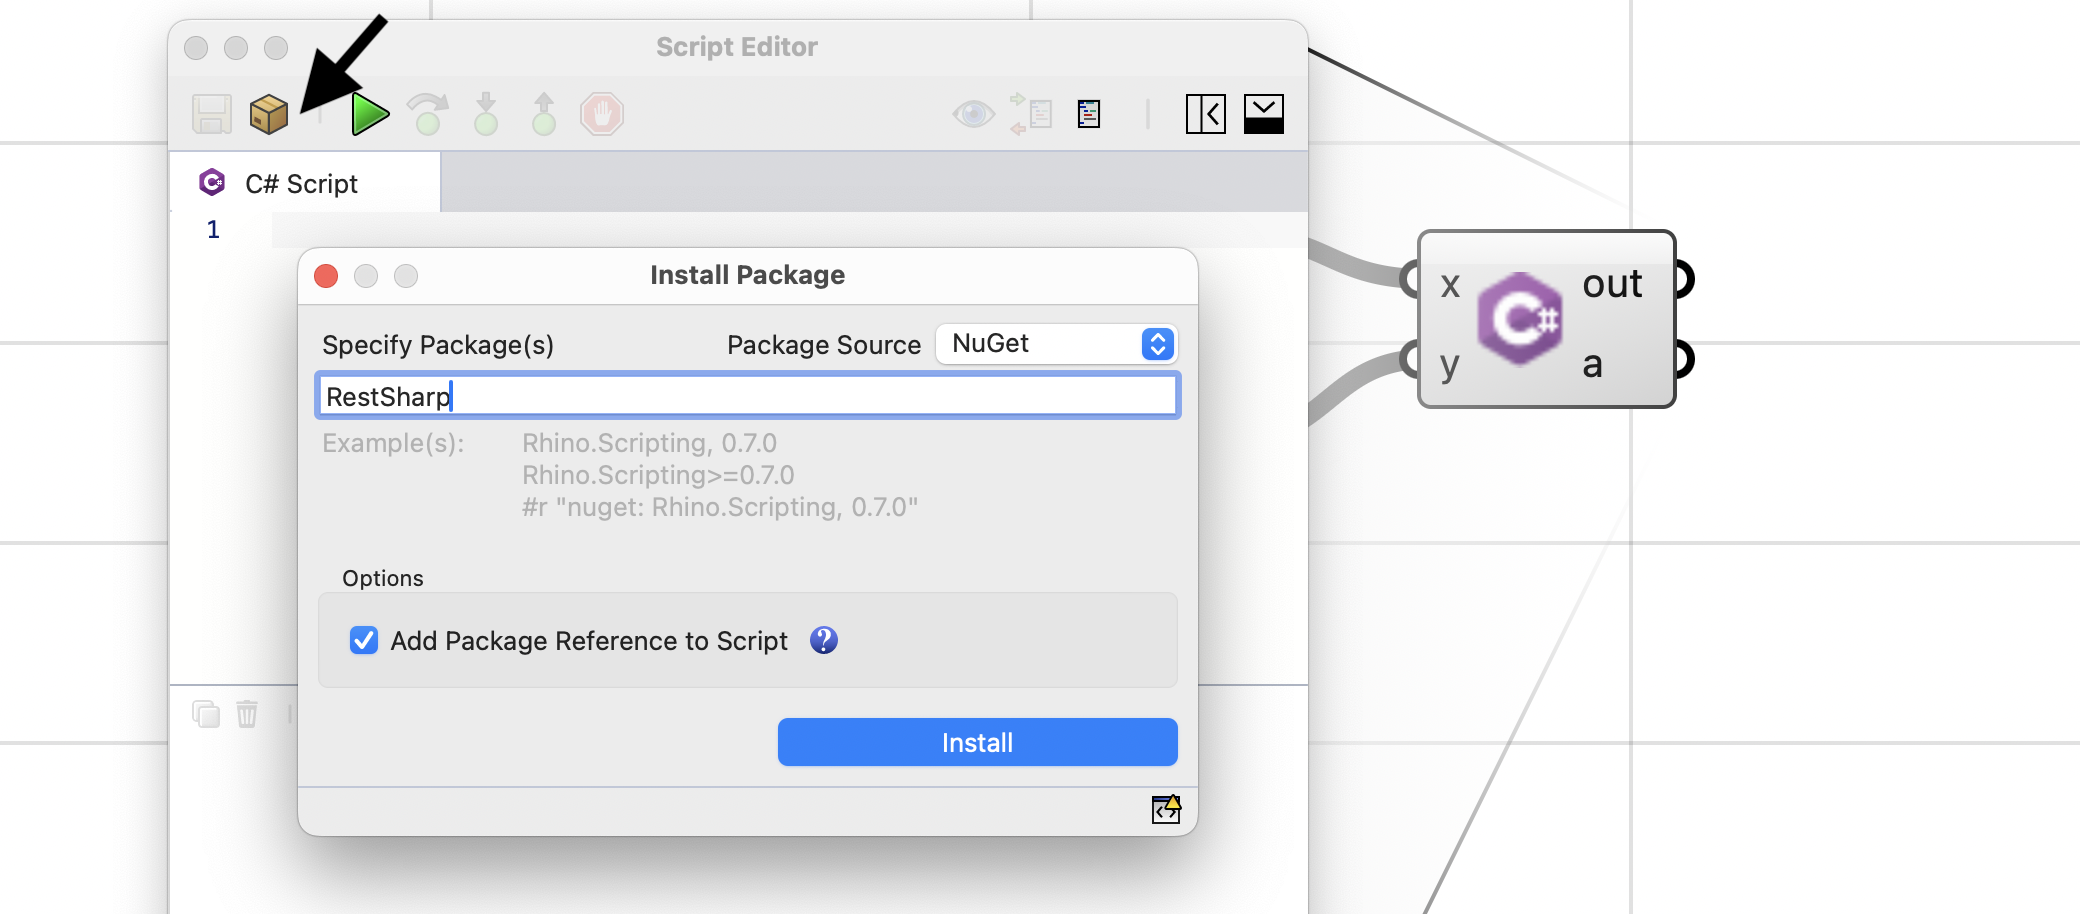 Script Editor
C# Script
1
Install Package
Specify Package(s)
Package Source
NuGet
RestSharp
Example(s):
Rhino.Scripting, 0.7.0
Rhino.Scripting>=0.7.0
#r "nuget: Rhino.Scripting, 0.7.0"
Options
Add Package Reference to Script
?
Install
x
out
C#
y
a